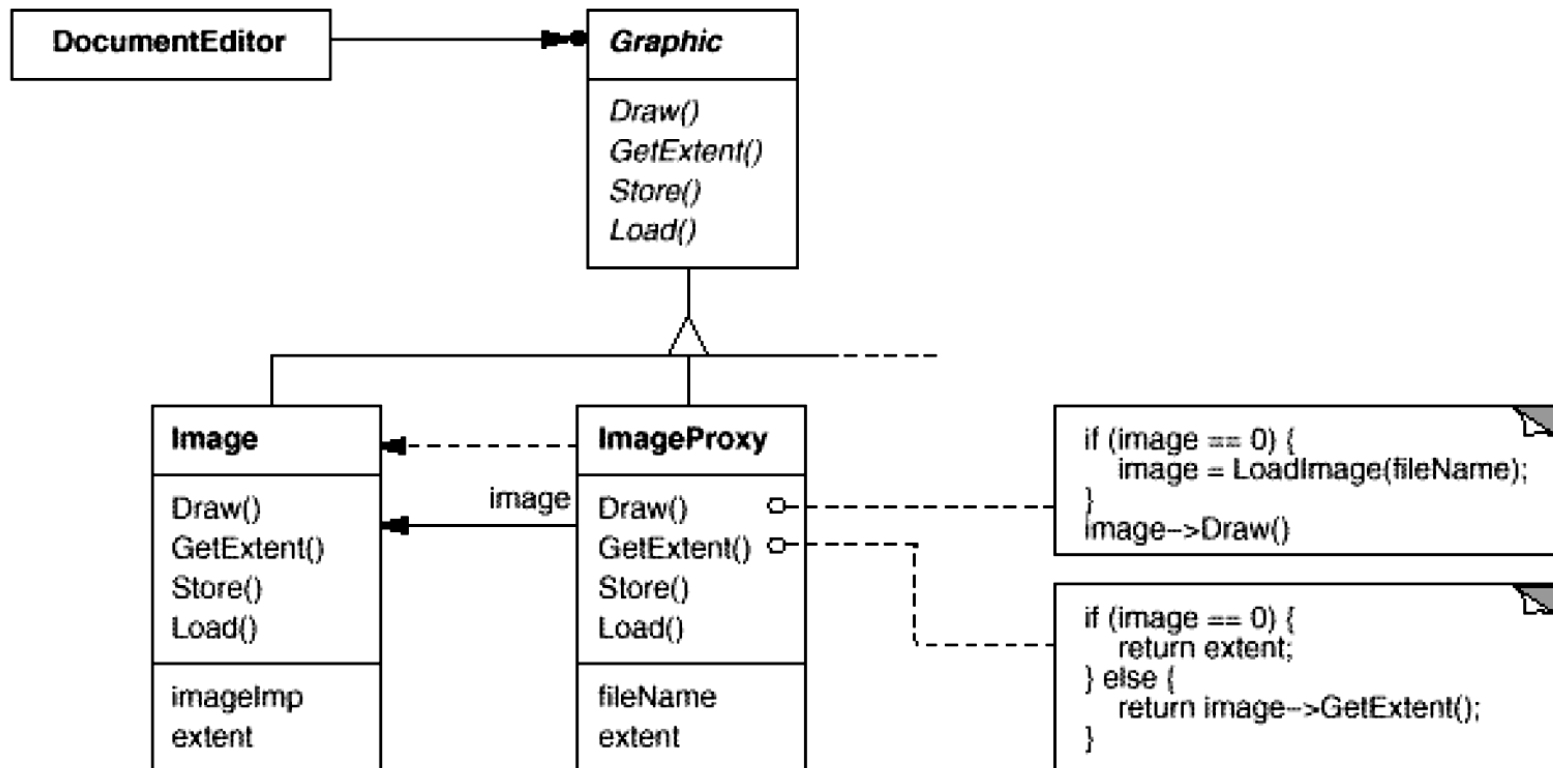 DocumentEditor
Graphic
Draw()
GetExtent()
Store()
Load()
Image
Draw()
GetExtent()
Store()
Load()
imageImp
extent
image
ImageProxy
Draw()
GetExtent()
Store()
Load()
fileName
extent
if (image == 0) {
image = LoadImage(fileName);
}
image->Draw()
if (image == 0) {
return extent;
} else {
return image->GetExtent();
}